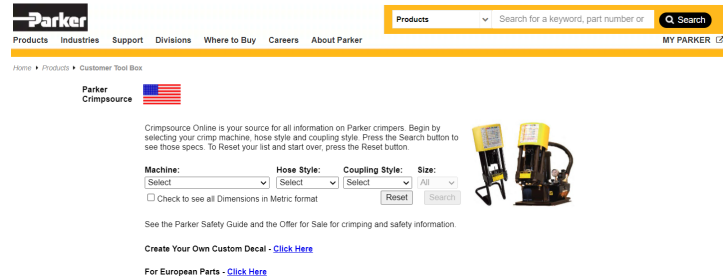 Parker
Products
Search for a keyword, part number or
Search
Products Industries Support Divisions Where to Buy Careers About Parker
MY PARKER
Home Products Customer Tool Box
Parker
Crimpsource
Crimpsource Online is your source for all information on Parker crimpers. Begin by
selecting your crimp machine, hose style and coupling style. Press the Search button to
see those specs. To Reset your list and start over, press the Reset button.
Machine: Hose Style: Coupling Style: Size:
Select Select Select All
Check to see all Dimensions in Metric format
Reset Search
See the Parker Safety Guide and the Offer for Sale for crimping and safety information.
Create Your Own Custom Decal - Click Here
For European Parts - Click Here